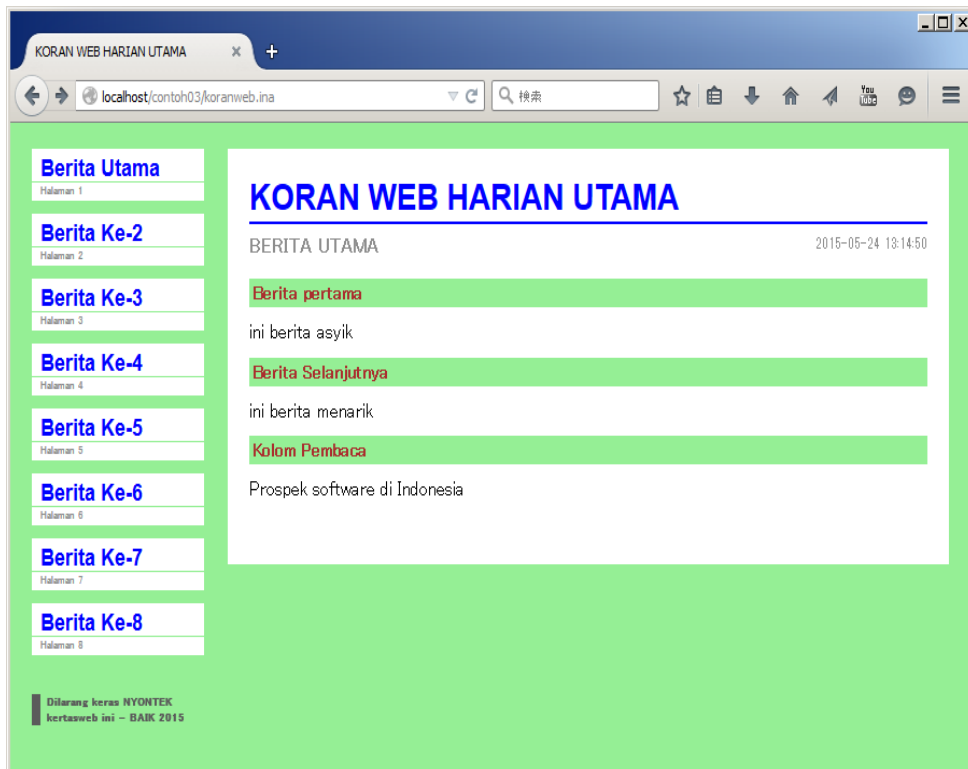 KORAN WEB HARIAN UTAMA
localhost/contoh03/koranweb.ina
検索
You Tube
Berita Utama
Halaman 1
Berita Ke-2
Halaman 2
Berita Ke-3
Halaman 3
Berita Ke-4
Halaman 4
Berita Ke-5
Halaman 5
Berita Ke-6
Halaman 6
Berita Ke-7
Halaman 7
Berita Ke-8
Halaman 8
Dilarang keras NYONTEK
kertasweb ini - BAIK 2015
KORAN WEB HARIAN UTAMA
BERITA UTAMA
2015-05-24 13:14:50
Berita pertama
ini berita asyik
Berita Selanjutnya
ini berita menarik
Kolom Pembaca
Prospek software di Indonesia